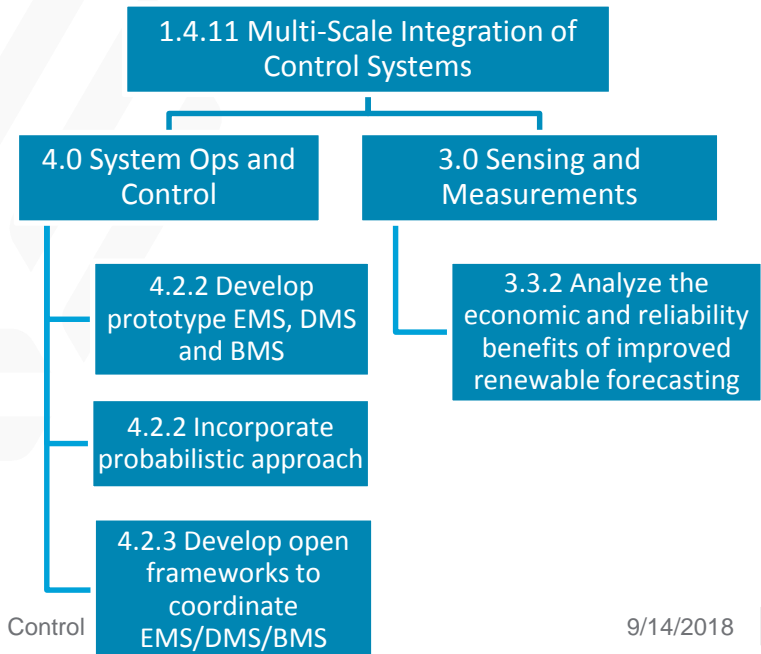 1.4.11 Multi-Scale Integration of
Control Systems
4.0 System Ops and
Control
3.0 Sensing and
Measurements
4.2.2 Develop
prototype EMS, DMS
and BMS
3.3.2 Analyze the
economic and reliability
benefits of improved
renewable forecasting
4.2.2 Incorporate
probabilistic approach
4.2.3 Develop open
frameworks to
coordinate
EMS/DMS/BMS
Control
9/14/2018